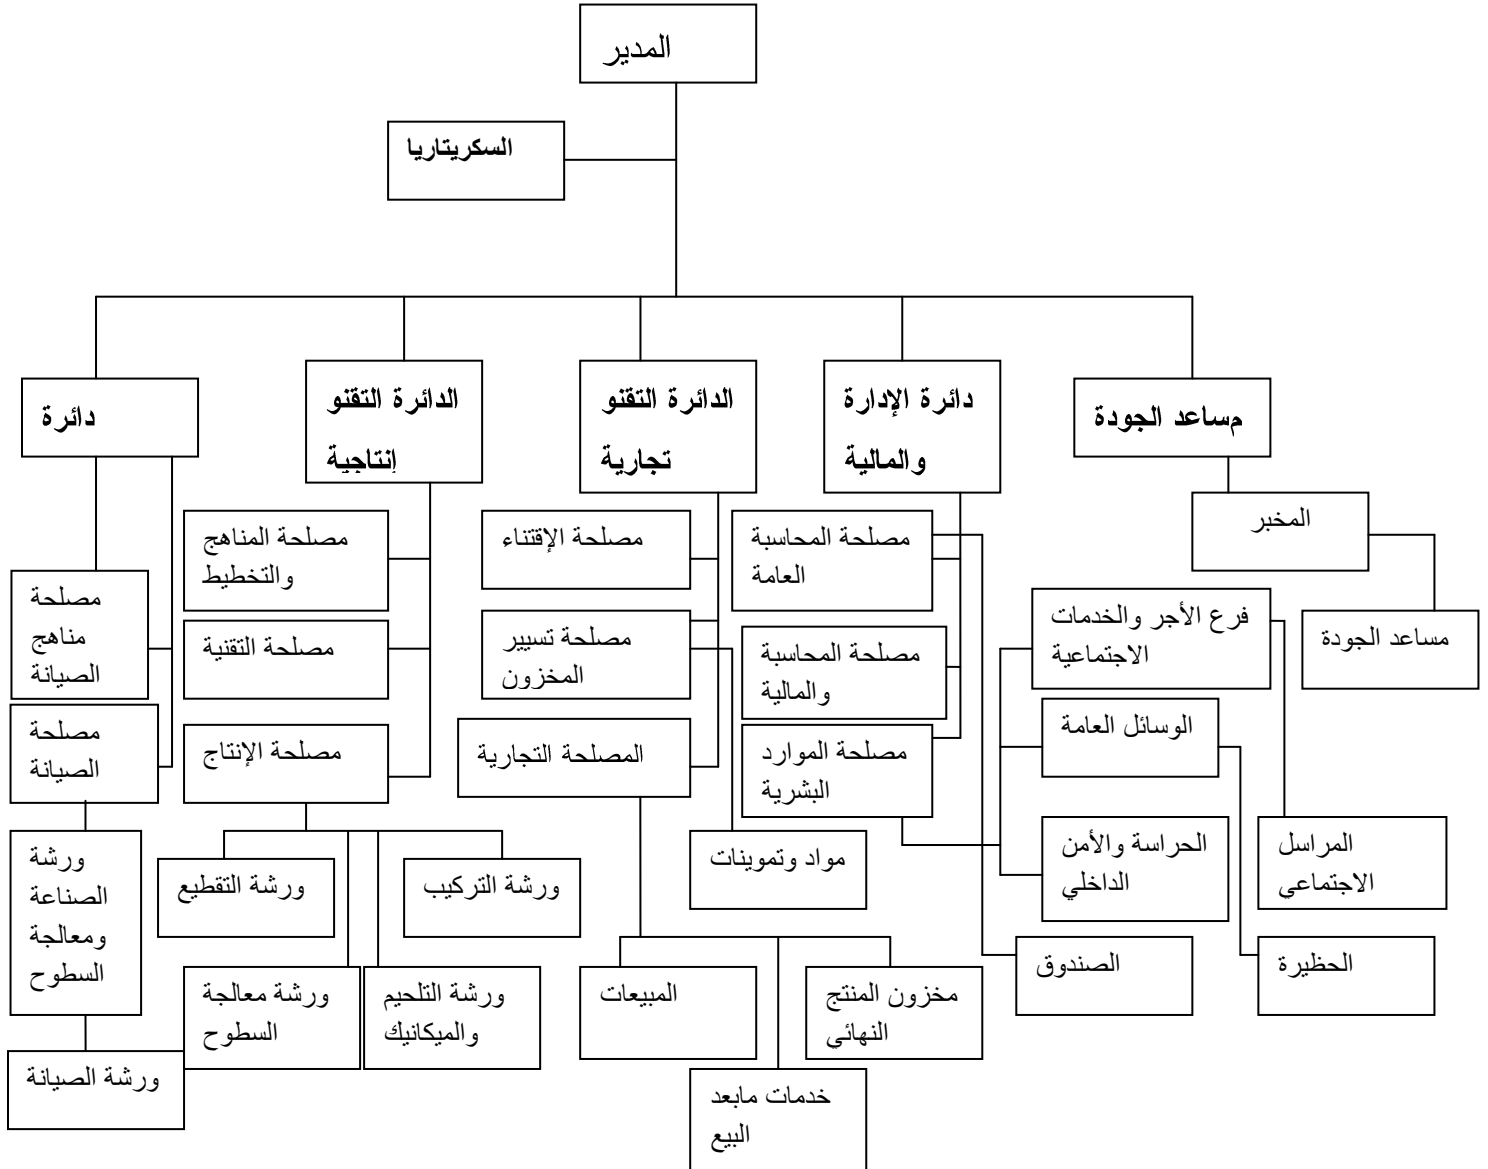 المدير
السكريتاريا
مساعد الجودة
دائرة الإدارة
والمالية
الدائرة التقنو
تجارية
الدائرة التقنو
إنتاجية
دائرة
المخبر
مساعد الجودة
مصلحة المحاسبة
العامة
مصلحة المحاسبة
والمالية
مصلحة الموارد
البشرية
فرع الأجر والخدمات
الاجتماعية
الوسائل العامة
الحراسة والأمن
الداخلي
المراسل
الاجتماعي
الحظيرة
الصندوق
مصلحة الإقتناء
مصلحة تسيير
المخزون
المصلحة التجارية
مواد وتموينات
مخزون المنتج
النهائي
المبيعات
خدمات مابعد
البيع
مصلحة المناهج
والتخطيط
مصلحة التقنية
مصلحة الإنتاج
ورشة التركيب
ورشة التقطيع
ورشة التلحيم
والميكانيك
ورشة معالجة
السطوح
مصلحة
مناهج
الصيانة
مصلحة
الصيانة
ورشة
الصناعة
ومعالجة
السطوح
ورشة الصيانة